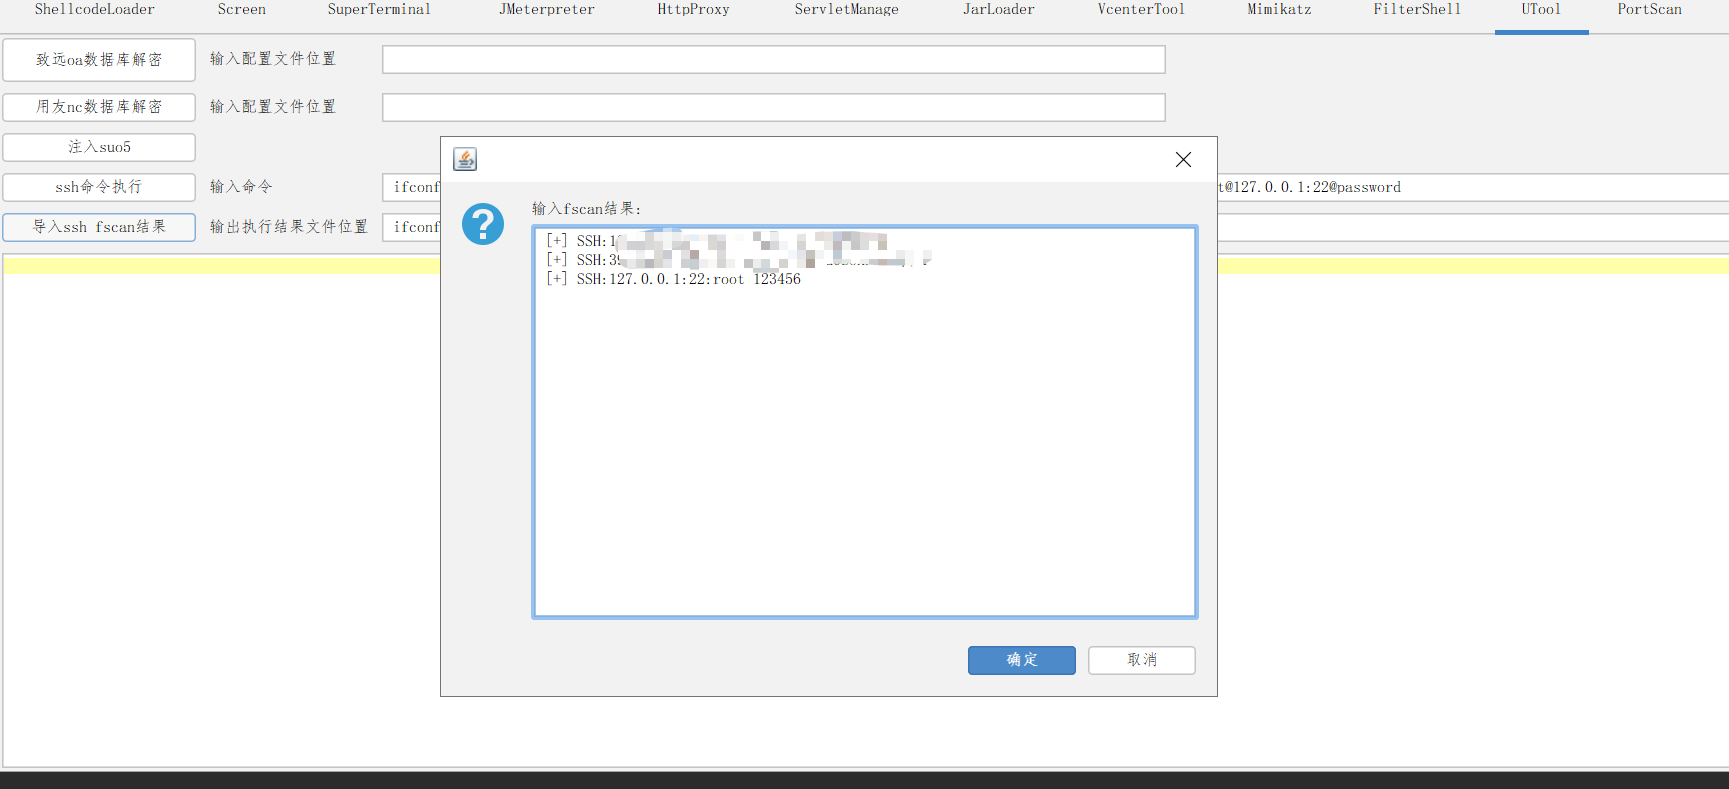 ShellcodeLoader Screen SuperTerminal JMeterpreter HttpProxy ServletManage JarLoader VcenterTool Mimikatz FilterShell UTool PortScan
致远oa数据库解密 输入配置文件位置
用友nc数据库解密 输入配置文件位置
注入suo5
ssh命令执行 输入命令 ifconf t@127.0.0.1:22@password
导入ssh fscan结果 输出执行结果文件位置 ifconf
输入fscan结果:
[+] SSH:1
[+] SSH:39
[+] SSH:127.0.0.1:22:root 123456
确定 取消